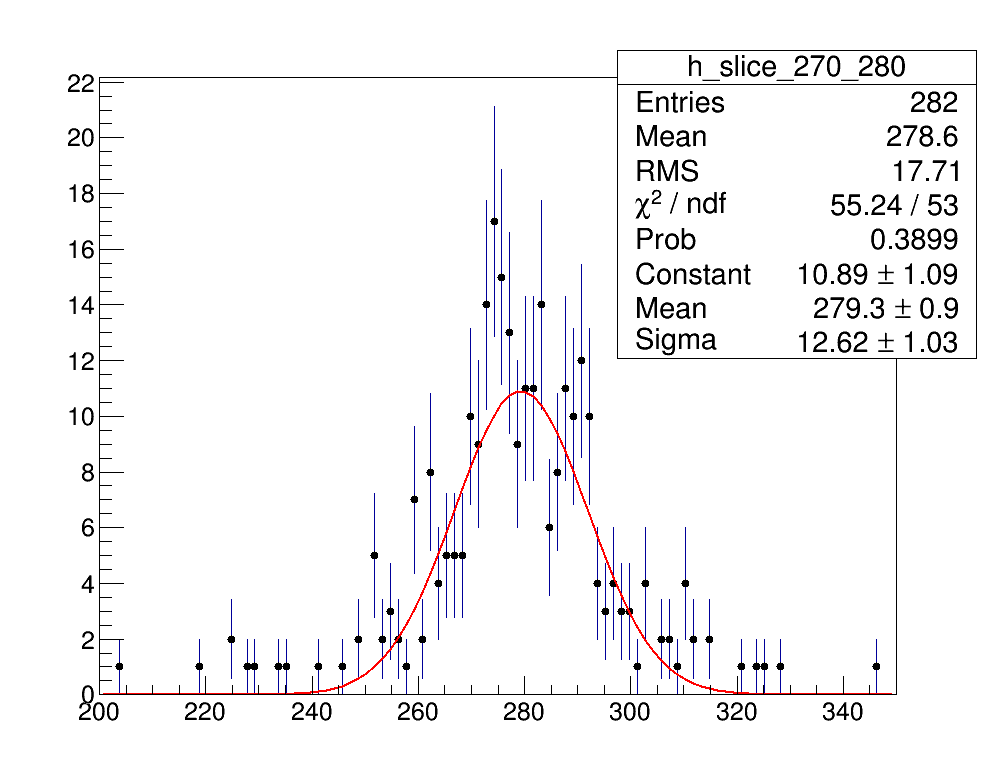 h_slice_270_280
Entries 282
Mean 278.6
RMS 17.71
χ² / ndf 55.24 / 53
Prob 0.3899
Constant 10.89 ± 1.09
Mean 279.3 ± 0.9
Sigma 12.62 ± 1.03
22
20
18
16
14
12
10
8
6
4
2
0
200 220 240 260 280 300 320 340